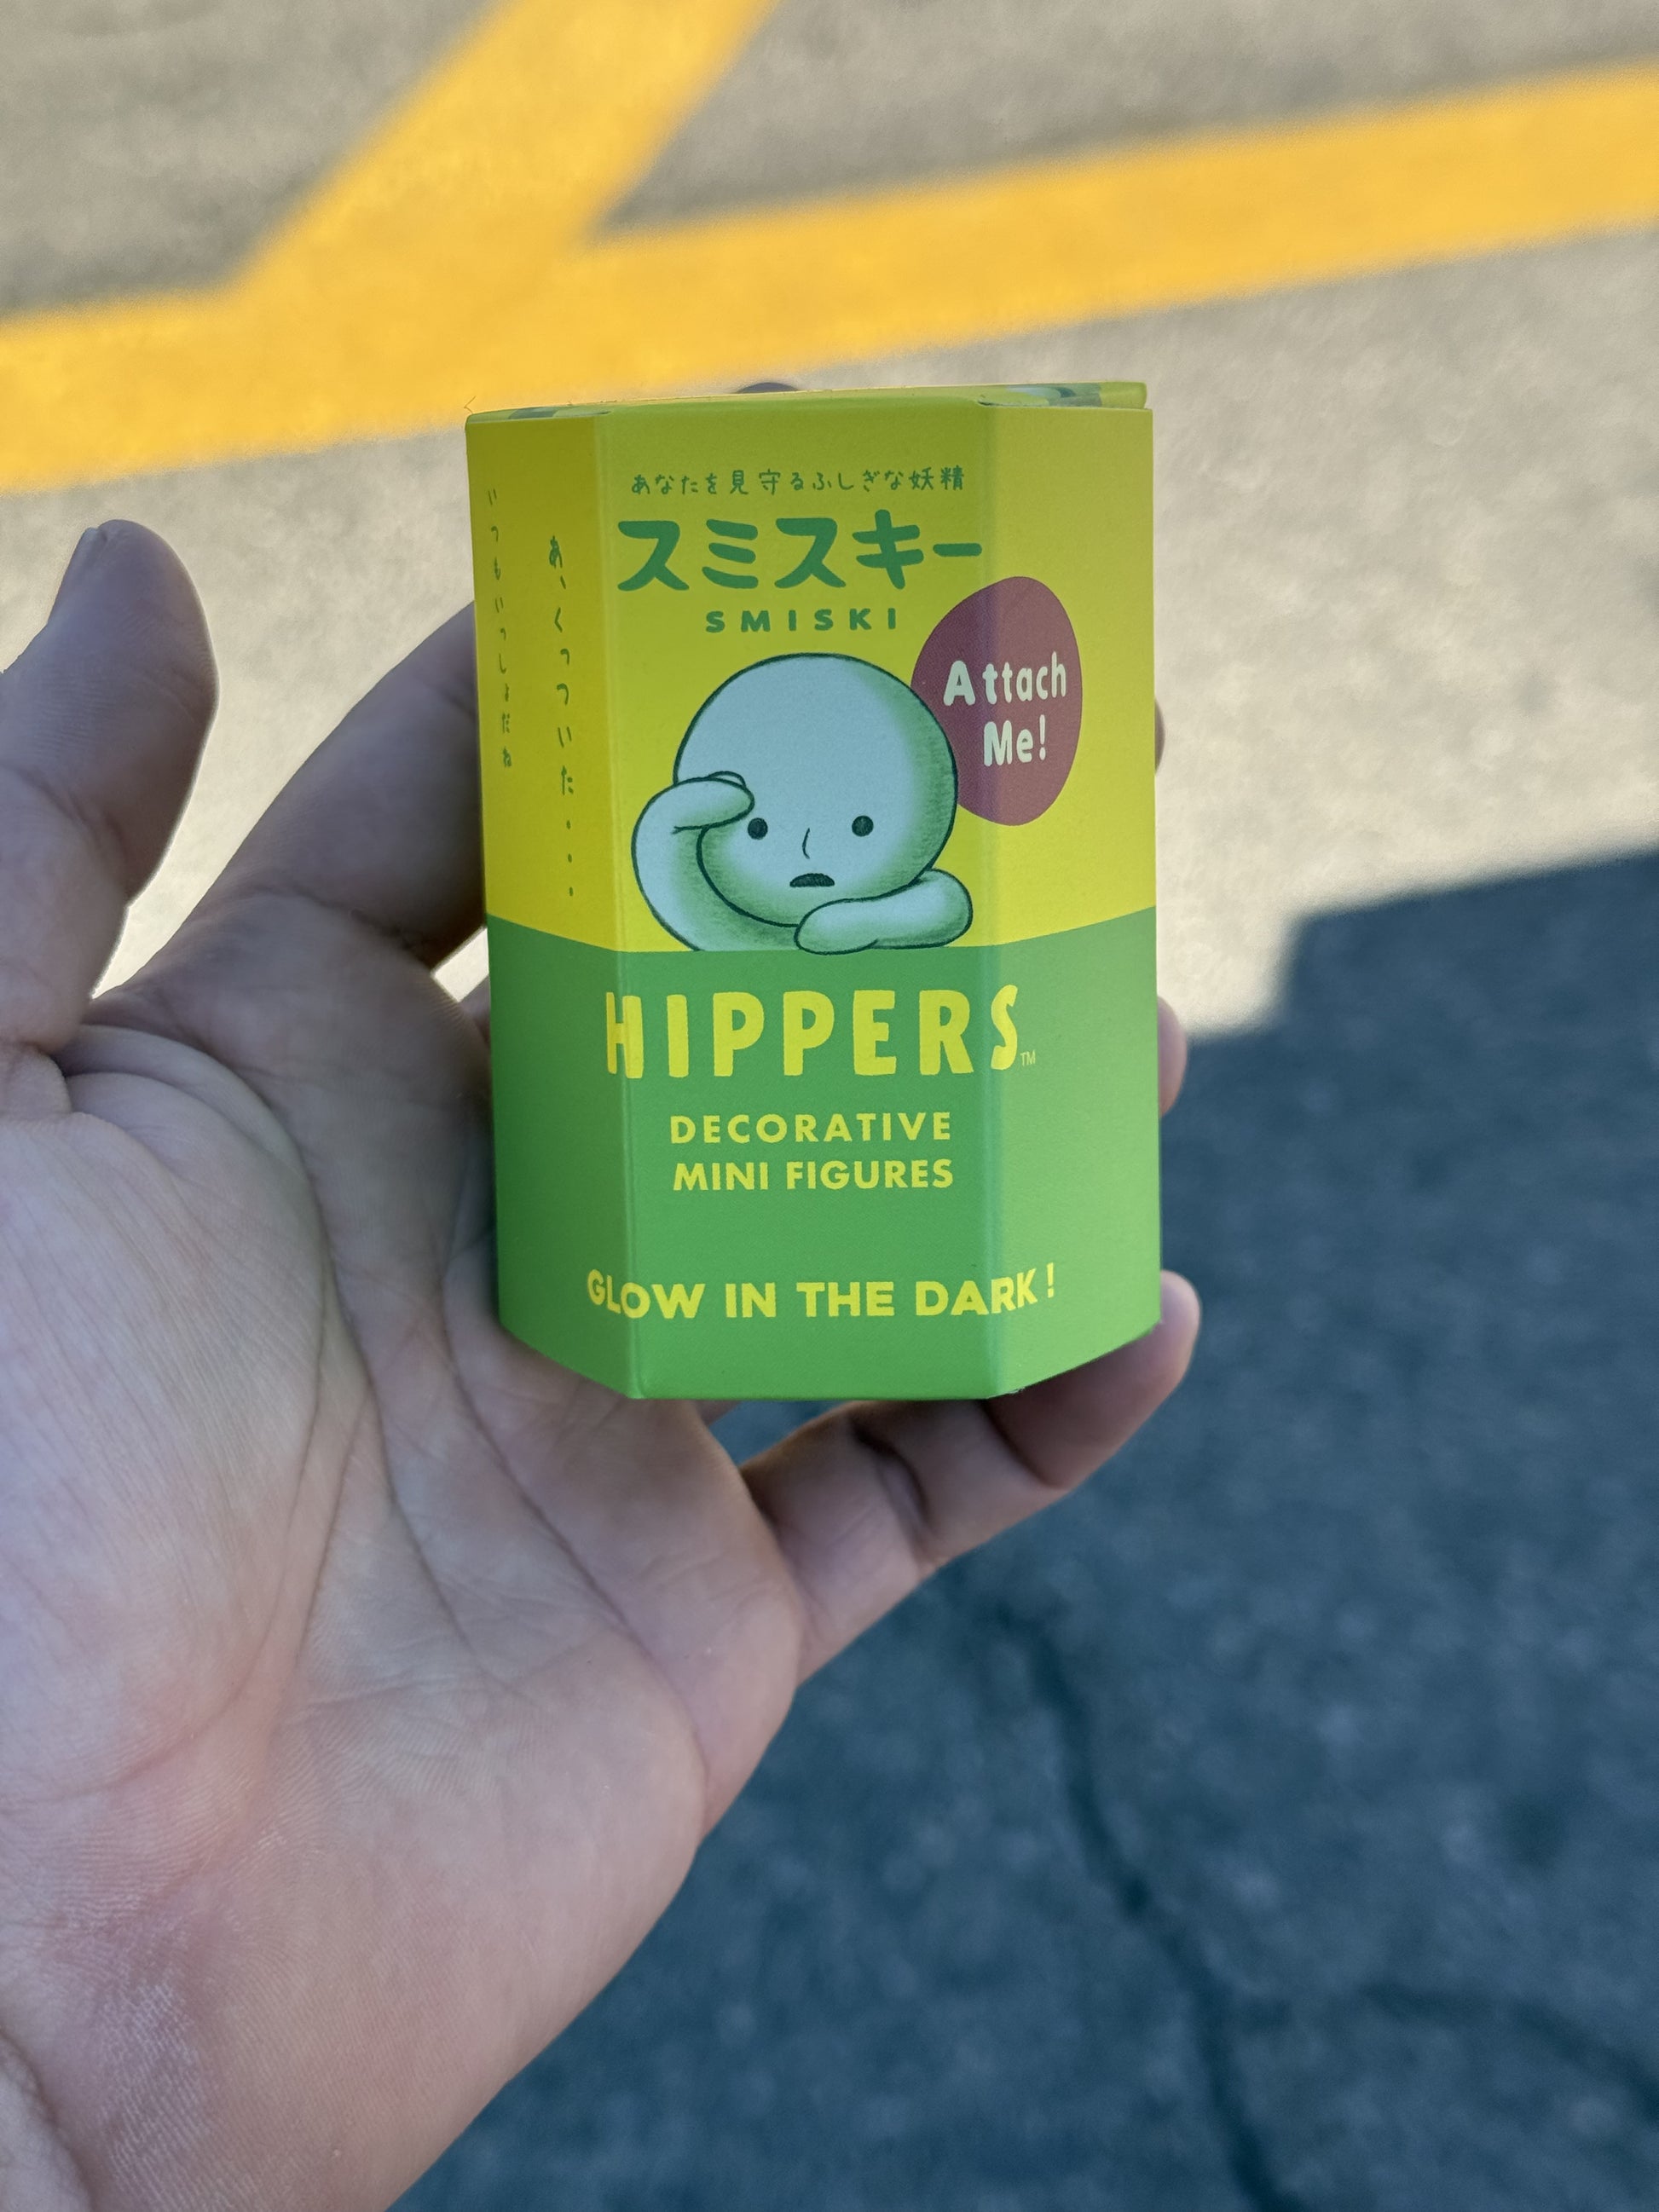 あなたを見守るふしぎな妖精
スミスキー
SMISKI
Attach
Me!
あ、くっついた・・・
いつもいっしょだね
HIPPERS™
DECORATIVE
MINI FIGURES
GLOW IN THE DARK!